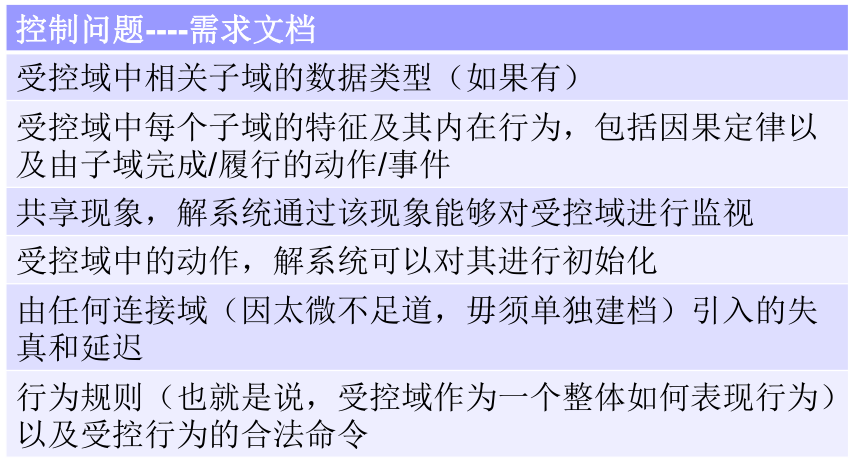 控制问题----需求文档
受控域中相关子域的数据类型（如果有）
受控域中每个子域的特征及其内在行为，包括因果定律以
及由子域完成/履行的动作/事件
共享现象，解系统通过该现象能够对受控域进行监视
受控域中的动作，解系统可以对其进行初始化
由任何连接域（因太微不足道，毋须单独建档）引入的失
真和延迟
行为规则（也就是说，受控域作为一个整体如何表现行为）
以及受控行为的合法命令